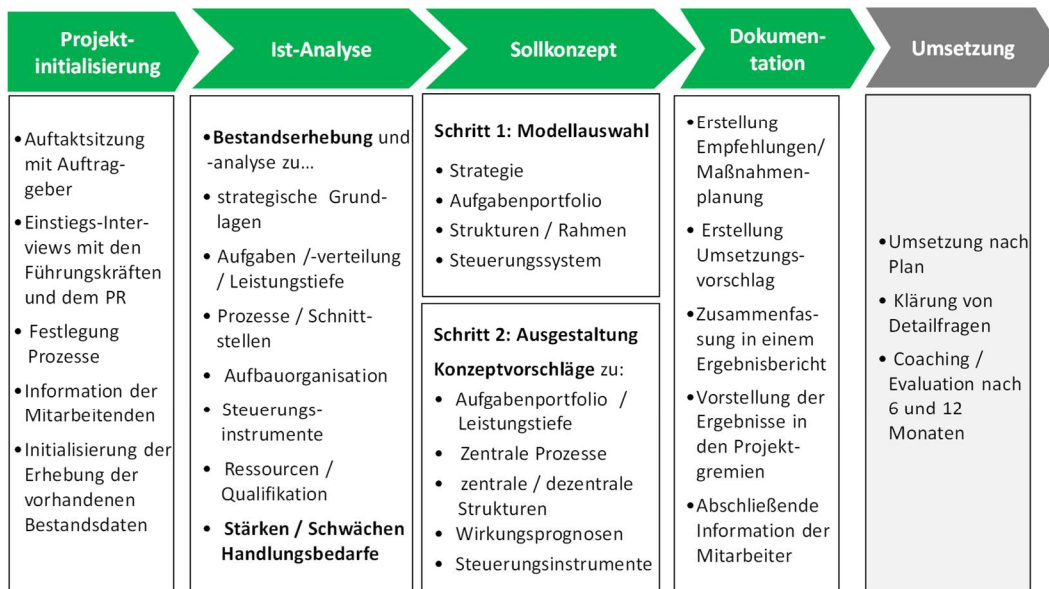 Projekt-
initialisierung
Ist-Analyse
Sollkonzept
Dokumen-
tation
Umsetzung
•Auftaktsitzung
mit Auftrag-
geber
•Einstiegs-Inter-
views mit den
Führungskräften
und dem PR
• Festlegung
Prozesse
•Information der
Mitarbeitenden
•Initialisierung der
Erhebung der
vorhandenen
Bestandsdaten
•Bestandserhebung und
-analyse zu...
• strategische Grund-
lagen
• Aufgaben /-verteilung
/ Leistungstiefe
• Prozesse / Schnitt-
stellen
• Aufbauorganisation
• Steuerungs-
instrumente
• Ressourcen /
Qualifikation
• Stärken / Schwächen
Handlungsbedarfe
Schritt 1: Modellauswahl
• Strategie
• Aufgabenportfolio
• Strukturen / Rahmen
• Steuerungssystem
Schritt 2: Ausgestaltung
Konzeptvorschläge zu:
• Aufgabenportfolio /
Leistungstiefe
• Zentrale Prozesse
• zentrale / dezentrale
Strukturen
• Wirkungsprognosen
• Steuerungsinstrumente
•Erstellung
Empfehlungen/
Maßnahmen-
planung
• Erstellung
Umsetzungs-
vorschlag
•Zusammenfas-
sung in einem
Ergebnisbericht
•Vorstellung der
Ergebnisse in
den Projekt-
gremien
•Abschließende
Information der
Mitarbeiter
•Umsetzung nach
Plan
• Klärung von
Detailfragen
• Coaching /
Evaluation nach
6 und 12
Monaten